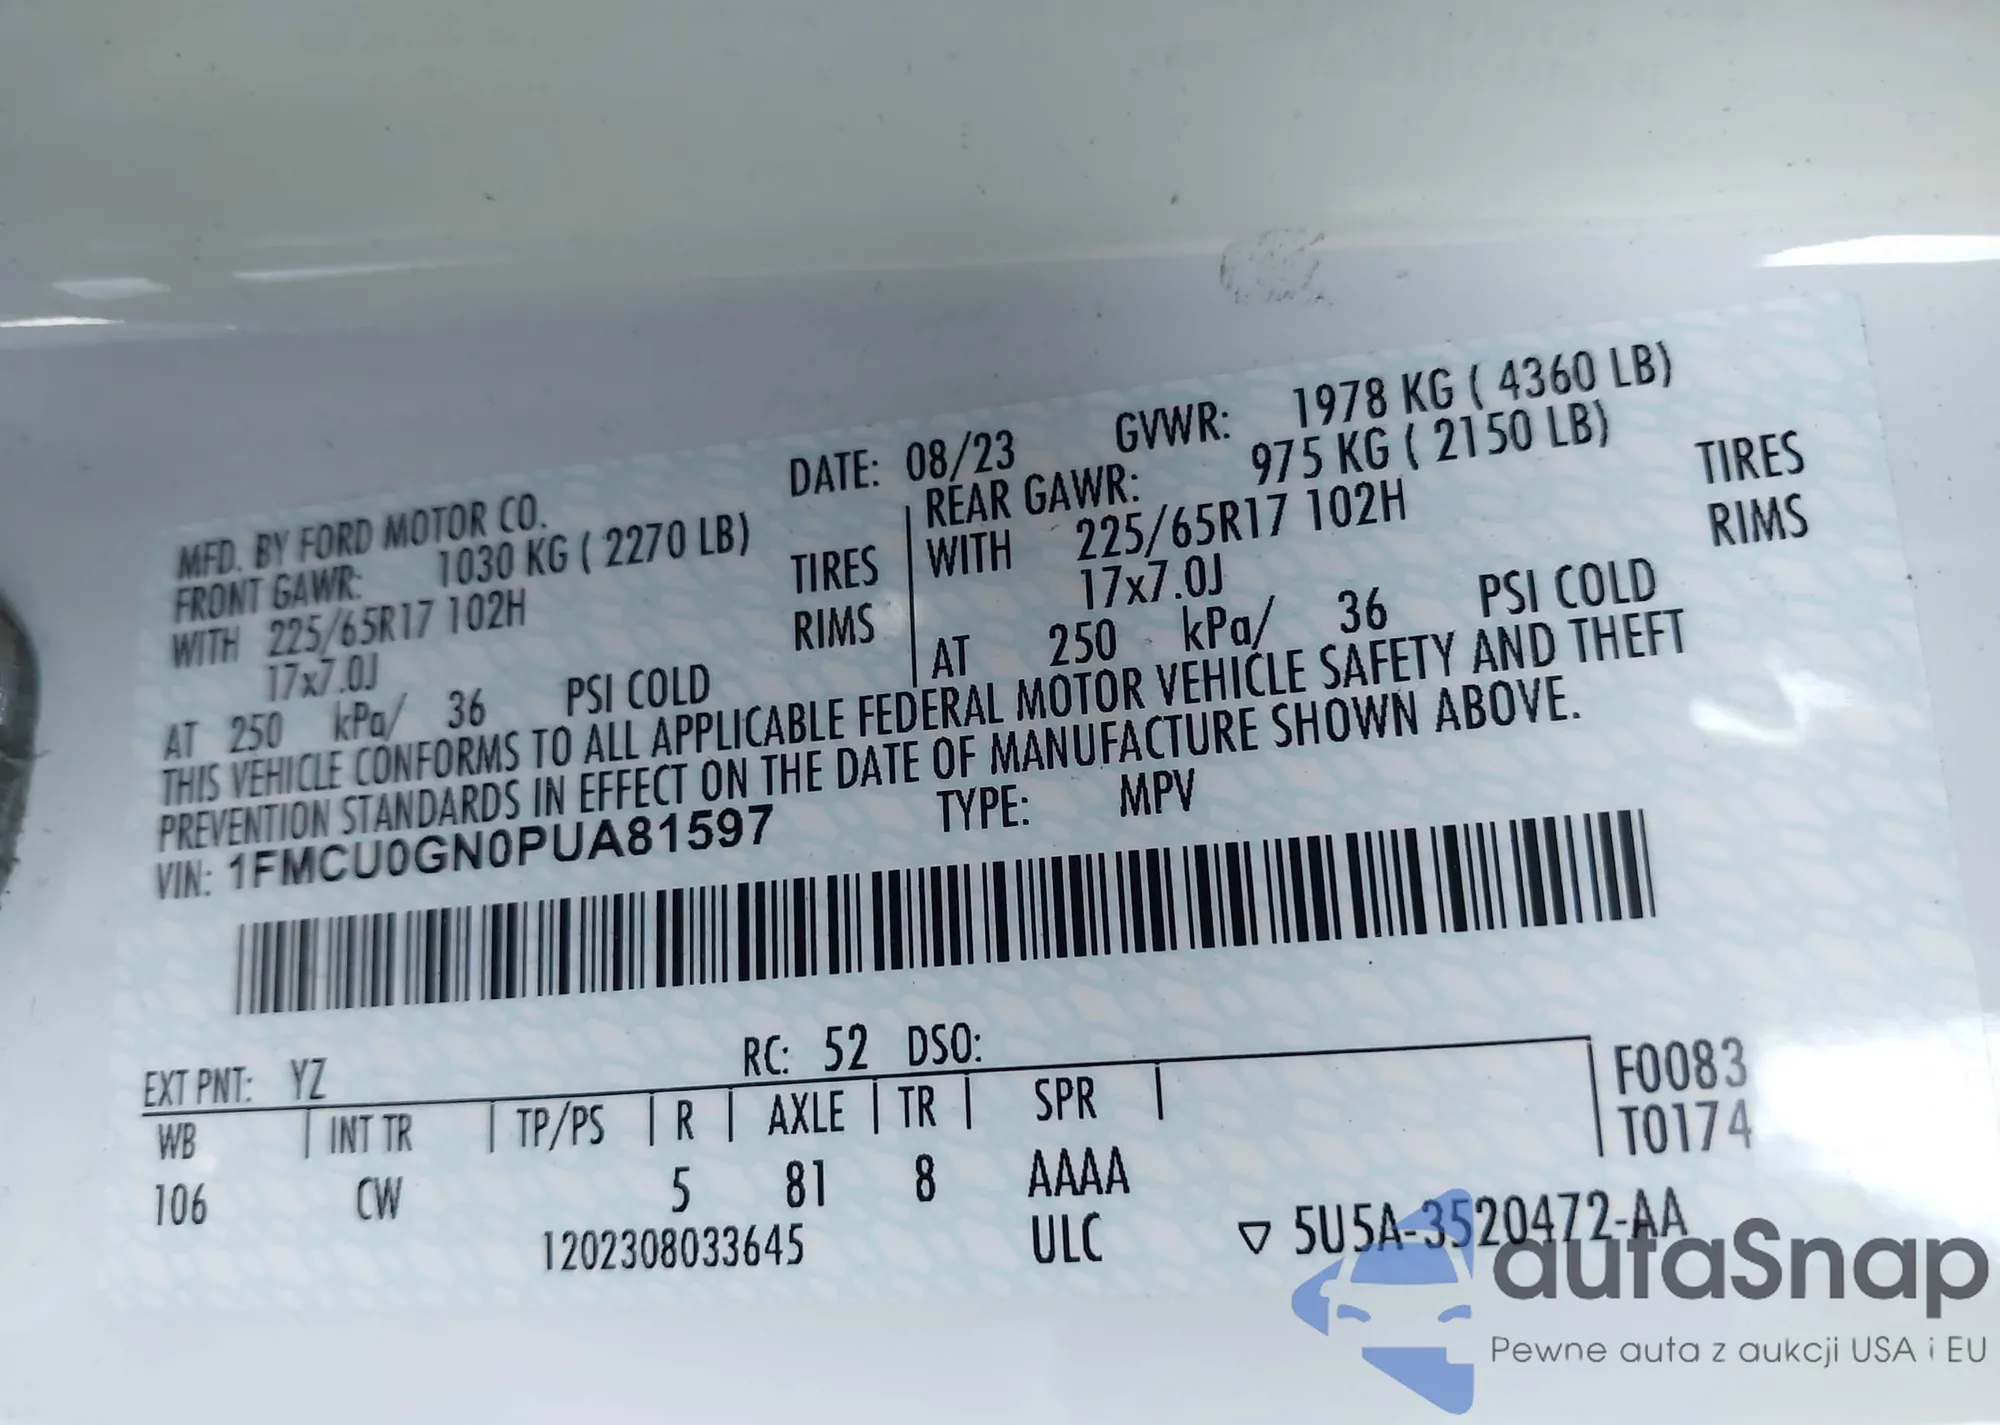 MFD. BY FORD MOTOR CO.
DATE: 08/23 GVWR: 1978 KG ( 4360 LB)
FRONT GAWR: 1030 KG ( 2270 LB)
WITH 225/65R17 102H TIRES
17x7.0J RIMS
AT 250 kPa/ 36 PSI COLD
REAR GAWR: 975 KG ( 2150 LB)
WITH 225/65R17 102H TIRES
17x7.0J RIMS
AT 250 kPa/ 36 PSI COLD
THIS VEHICLE CONFORMS TO ALL APPLICABLE FEDERAL MOTOR VEHICLE SAFETY AND THEFT
PREVENTION STANDARDS IN EFFECT ON THE DATE OF MANUFACTURE SHOWN ABOVE.
VIN: 1FMCU0GN0PUA81597 TYPE: MPV
EXT PNT: YZ RC: 52 DSO:
WB INT TR TP/PS R AXLE TR SPR
F0083
T0174
106 CW 5 81 8 AAAA
1202308033645 ULC ▽ 5U5A-3520472-AA
autaSnap
Pewne auta z aukcji USA i EU